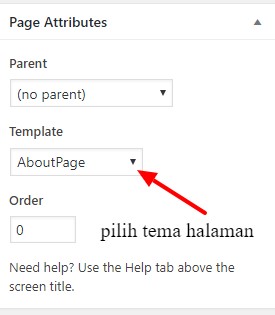 Page Attributes
Parent
(no parent)
Template
AboutPage
Order
0
pilih tema halaman
Need help? Use the Help tab above the
screen title.